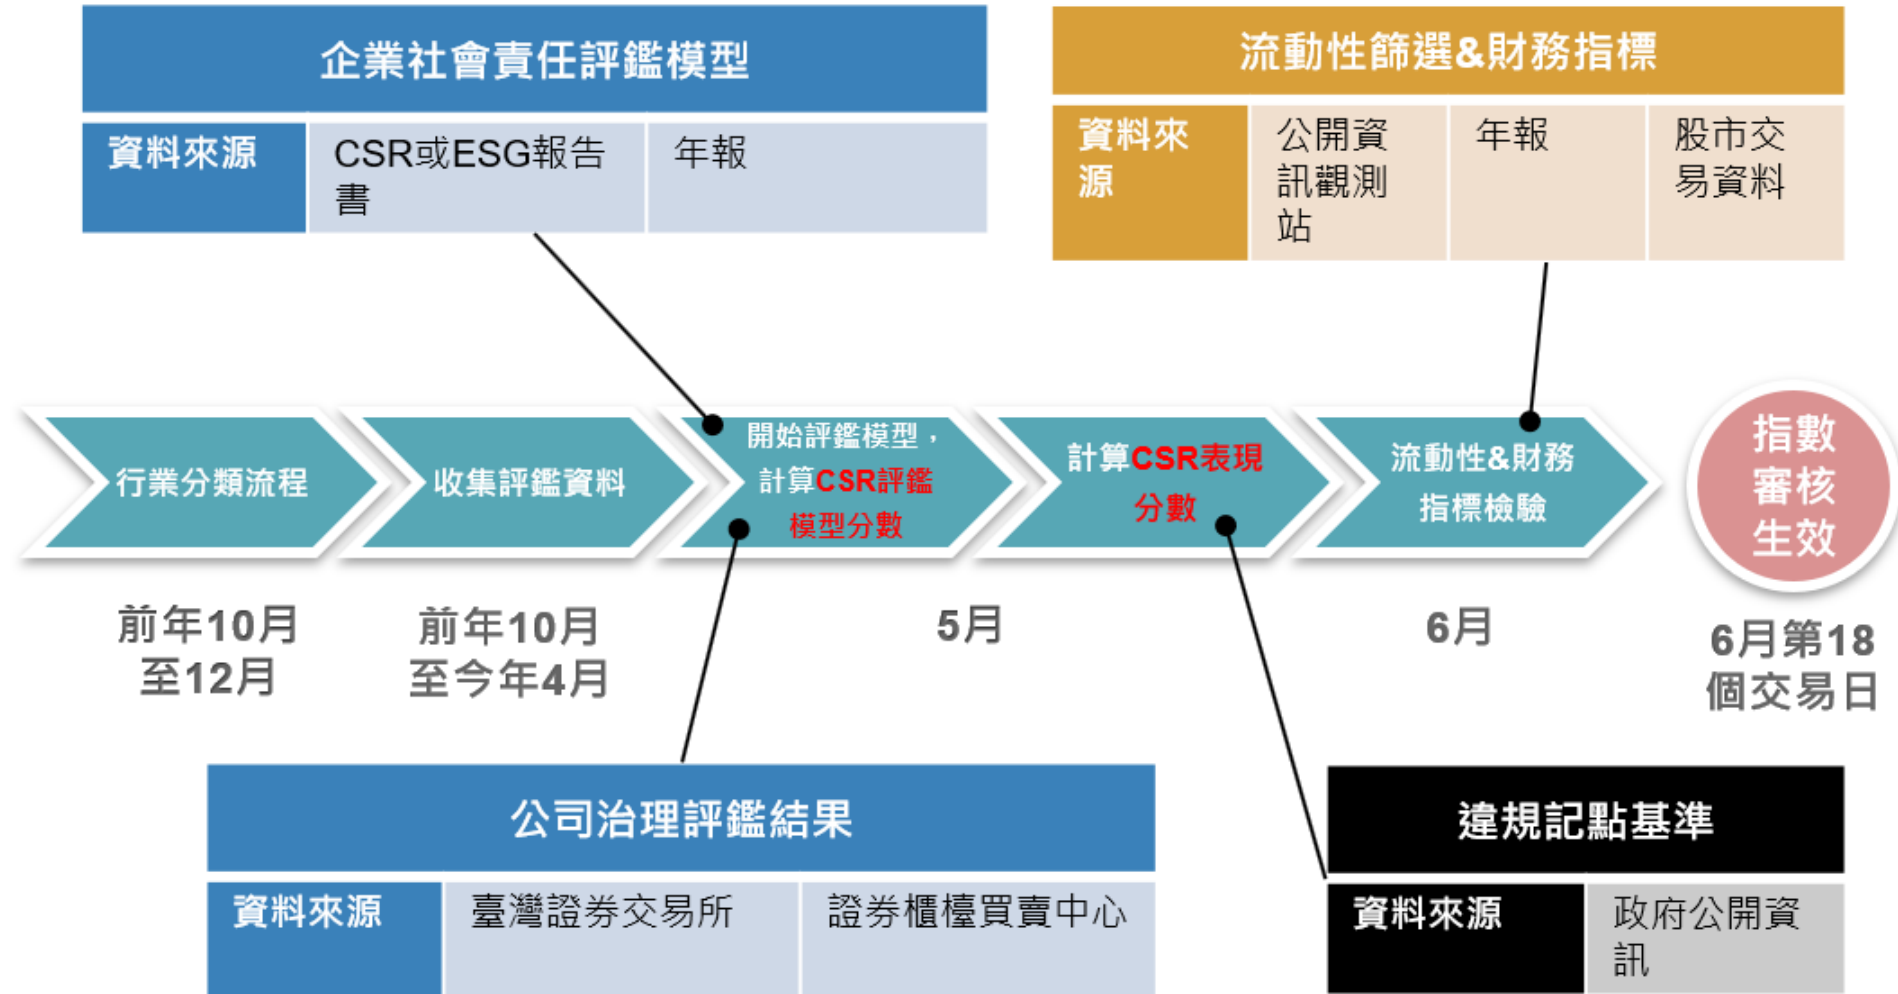 企業社會責任評鑑模型
資料來源
CSR或ESG報告
書
年報
流動性篩選&財務指標
資料來
源
公開資
訊觀測
站
年報
股市交
易資料
行業分類流程
收集評鑑資料
開始評鑑模型，
計算CSR評鑑
模型分數
計算CSR表現
分數
流動性&財務
指標檢驗
指數
審核
生效
前年10月
至12月
前年10月
至今年4月
5月
6月
6月第18
個交易日
公司治理評鑑結果
資料來源
臺灣證券交易所
證券櫃檯買賣中心
違規記點基準
資料來源
政府公開資
訊